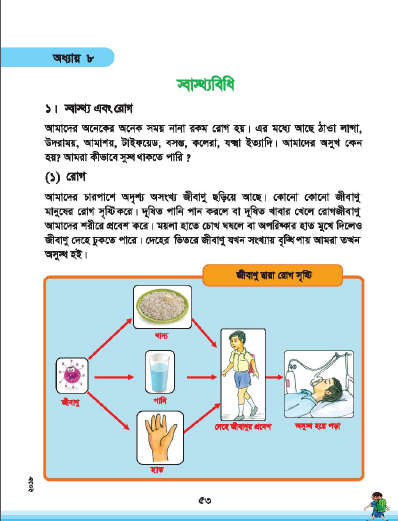 অধ্যায় ৮
স্বাস্থ্যবিধি
১। স্বাস্থ্য এবং রোগ
আমাদের অনেকের অনেক সময় নানা রকম রোগ হয়। এর মধ্যে আছে ঠাণ্ডা লাগা,
উদরাময়, আমাশয়, টাইফয়েড, বসন্ত, কলেরা, যক্ষ্মা ইত্যাদি। আমাদের অসুখ কেন
হয়? আমরা কীভাবে সুস্থ থাকতে পারি ?
(১) রোগ
আমাদের চারপাশে অদৃশ্য অসংখ্য জীবাণু ছড়িয়ে আছে। কোনো কোনো জীবাণু
মানুষের রোগ সৃষ্টি করে। দূষিত পানি পান করলে বা দূষিত খাবার খেলে রোগজীবাণু
আমাদের শরীরে প্রবেশ করে। ময়লা হাতে চোখ ঘষলে বা অপরিষ্কার হাত মুখে দিলেও
জীবাণু দেহে ঢুকতে পারে। দেহের ভিতরে জীবাণু যখন সংখ্যায় বৃদ্ধি পায় আমরা তখন
অসুস্থ হই।
জীবাণু দ্বারা রোগ সৃষ্টি
খাদ্য
জীবাণু
পানি
হাত
দেহে জীবাণুর প্রবেশ
অসুস্থ হয়ে পড়া
২০১৮
৫৩